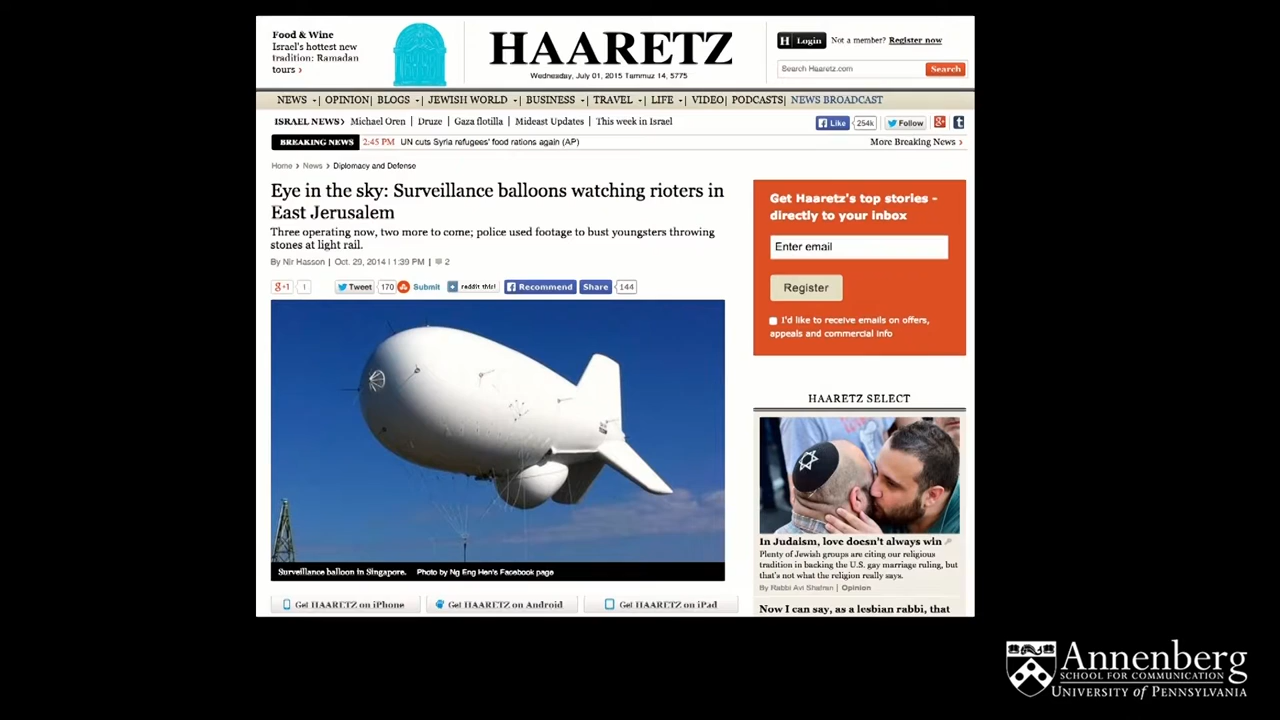 Food & Wine
Israel's hottest new
tradition: Ramadan
tours ›
HAARETZ
Wednesday, July 01, 2015 Tammuz 14, 5775
H Login Not a member? Register now
Search Haaretz.com Search
NEWS | OPINION | BLOGS | JEWISH WORLD | BUSINESS | TRAVEL | LIFE | VIDEO | PODCASTS | NEWS BROADCAST
ISRAEL NEWS› Michael Oren | Druze | Gaza flotilla | Mideast Updates | This week in Israel
Like 254k Follow g+ t
BREAKING NEWS 2:45 PM UN cuts Syria refugees' food rations again (AP) More Breaking News ›
Home › News › Diplomacy and Defense
Eye in the sky: Surveillance balloons watching rioters in
East Jerusalem
Three operating now, two more to come; police used footage to bust youngsters throwing
stones at light rail.
By Nir Hasson | Oct. 29, 2014 | 1:39 PM | 2
g+1 1 Tweet 170 Submit reddit this! Recommend Share 144
Surveillance balloon in Singapore. Photo by Ng Eng Hen's Facebook page
Get HAARETZ on iPhone Get HAARETZ on Android Get HAARETZ on iPad
Get Haaretz's top stories -
directly to your inbox
Enter email
Register
I'd like to receive emails on offers,
appeals and commercial info
HAARETZ SELECT
In Judaism, love doesn't always win
Plenty of Jewish groups are citing our religious
tradition in backing the U.S. gay marriage ruling, but
that's not what the religion really says.
By Rabbi Avi Shafran | Opinion
Now I can say, as a lesbian rabbi, that
Annenberg
SCHOOL FOR COMMUNICATION
UNIVERSITY of PENNSYLVANIA